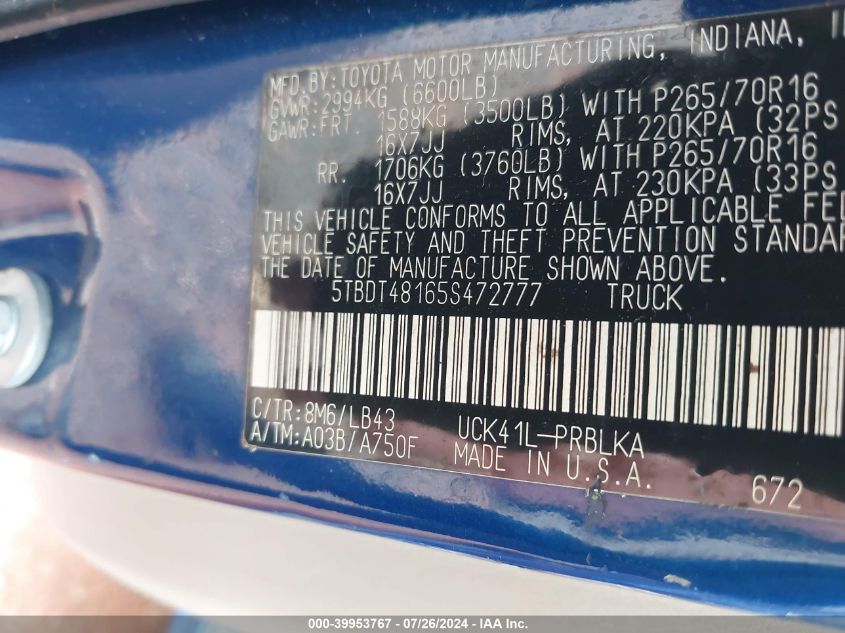 MFD.BY:TOYOTA MOTOR MANUFACTURING, INDIANA,
GVWR:2994KG (6600LB)
GAWR:FRT. 1588KG (3500LB) WITH P265/70R16
16X7JJ RIMS, AT 220KPA (32PS
RR. 1706KG (3760LB) WITH P265/70R16
16X7JJ RIMS, AT 230KPA (33PS
THIS VEHICLE CONFORMS TO ALL APPLICABLE FED
VEHICLE SAFETY AND THEFT PREVENTION STANDAR
THE DATE OF MANUFACTURE SHOWN ABOVE.
5TBDT48165S472777 TRUCK
C/TR:8M6/LB43 UCK41L-PRBLKA
A/TM:A03B/A750F MADE IN U.S.A. 672
000-39953767 - 07/26/2024 - IAA Inc.